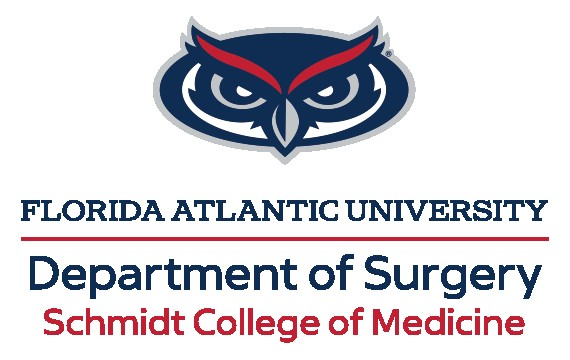 FLORIDA ATLANTIC UNIVERSITY
Department of Surgery
Schmidt College of Medicine